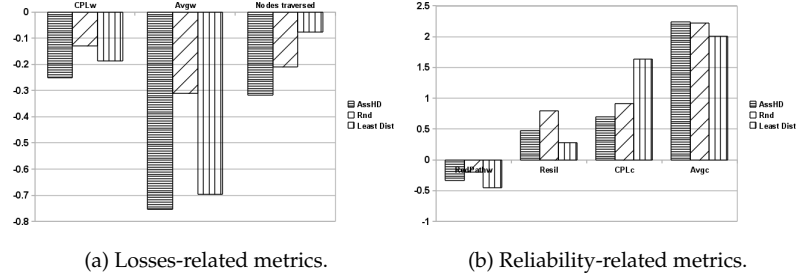 CPLw Avgw Nodes traversed
0
-0.1
-0.2
-0.3
-0.4
-0.5
-0.6
-0.7
-0.8
AssHD
Rnd
Least Dist
(a) Losses-related metrics.
2.5
2
1.5
1
0.5
0
-0.5
-1
RedPathw Resil CPLc Avgc
AssHD
Rnd
Least Dist
(b) Reliability-related metrics.